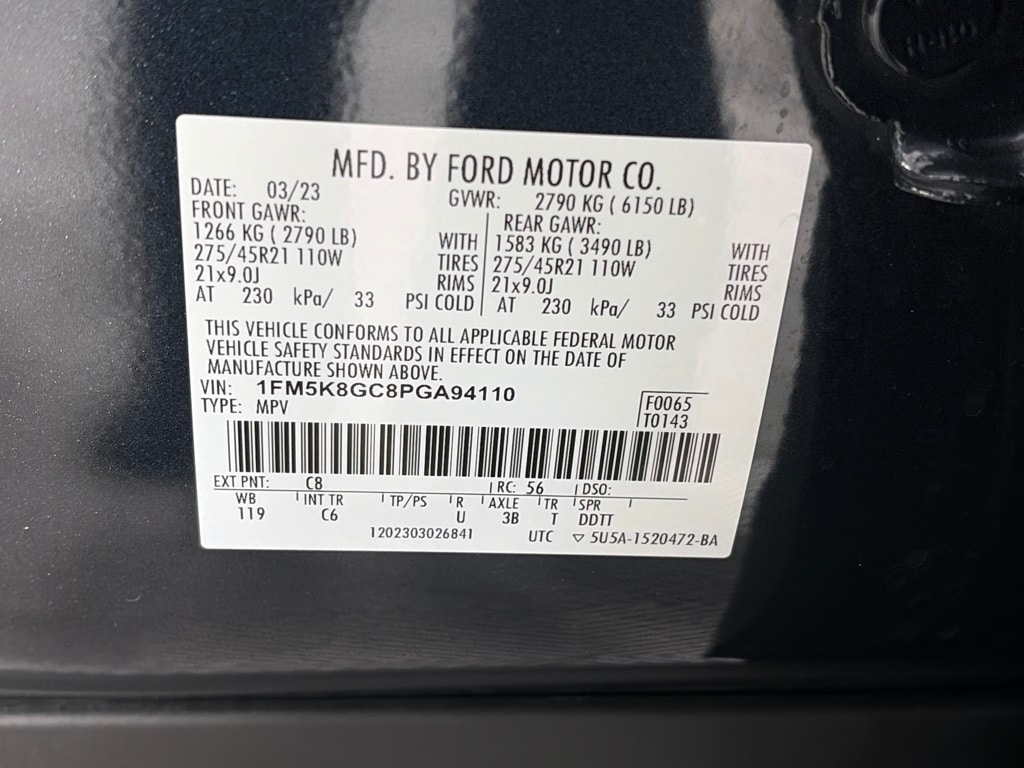 MFD. BY FORD MOTOR CO.
DATE: 03/23 GVWR: 2790 KG ( 6150 LB)
FRONT GAWR: REAR GAWR:
1266 KG ( 2790 LB) WITH 1583 KG ( 3490 LB) WITH
275/45R21 110W TIRES 275/45R21 110W TIRES
21x9.0J RIMS 21x9.0J RIMS
AT 230 kPa/ 33 PSI COLD AT 230 kPa/ 33 PSI COLD
THIS VEHICLE CONFORMS TO ALL APPLICABLE FEDERAL MOTOR
VEHICLE SAFETY STANDARDS IN EFFECT ON THE DATE OF
MANUFACTURE SHOWN ABOVE.
VIN: 1FM5K8GC8PGA94110
TYPE: MPV
F0065
T0143
EXT PNT: C8 RC: 56 DSO:
WB INT TR TP/PS R AXLE TR SPR
119 C6 U 3B T DDTT
1202303026841 UTC ▽ 5U5A-1520472-BA